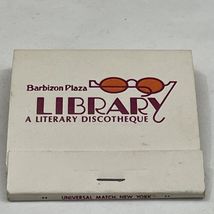 Barbizon Plaza
LIBRARY
A LITERARY DISCOTHEQUE
UNIVERSAL MATCH, NEW YORK